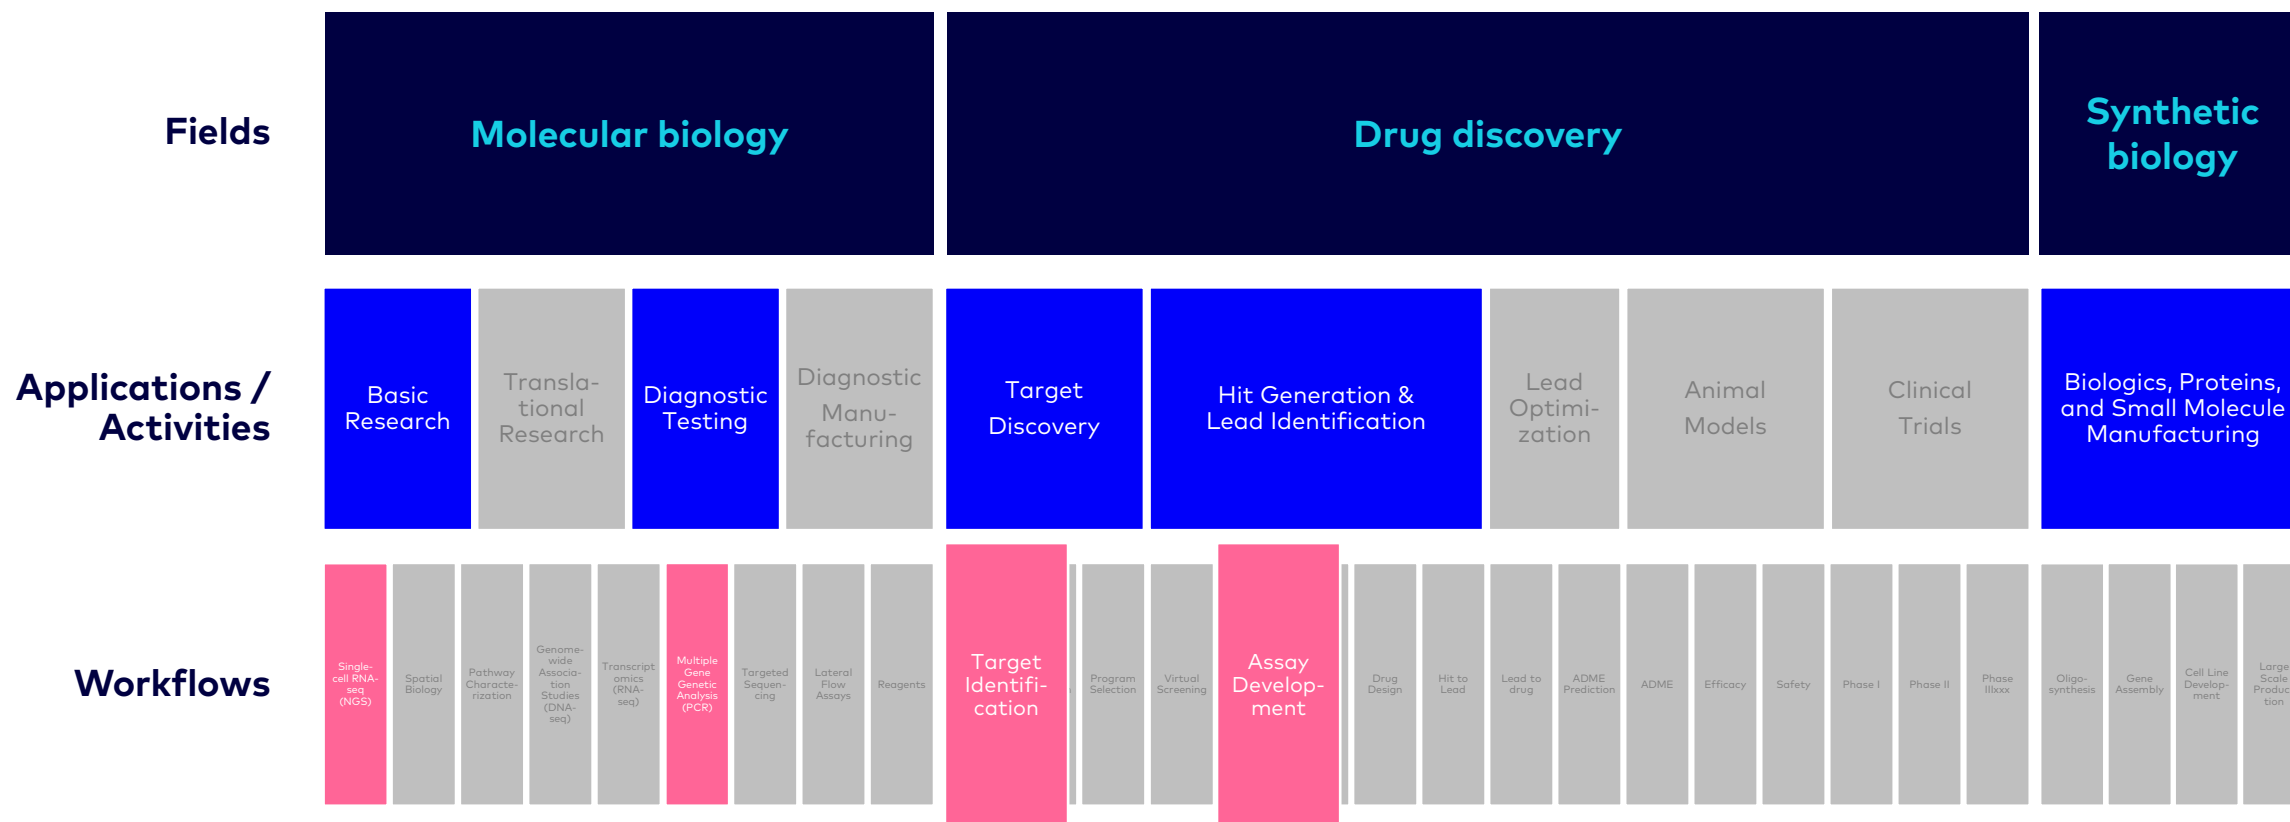 Fields
Molecular biology
Drug discovery
Synthetic
biology
Applications /
Activities
Basic
Research
Transla-
tional
Research
Diagnostic
Testing
Diagnostic
Manu-
facturing
Target
Discovery
Hit Generation &
Lead Identification
Lead
Optimi-
zation
Animal
Models
Clinical
Trials
Biologics, Proteins,
and Small Molecule
Manufacturing
Workflows
Single-
cell RNA-
seq
(NGS)
Spatial
Biology
Pathway
Characte-
rization
Genome-
wide
Associa-
tion
Studies
(DNA-
seq)
Transcript
omics
(RNA-
seq)
Multiple
Gene
Genetic
Analysis
(PCR)
Targeted
Sequen-
cing
Lateral
Flow
Assays
Reagents
Target
Identifi-
cation
Program
Selection
Virtual
Screening
Assay
Develop-
ment
Drug
Design
Hit to
Lead
Lead to
drug
ADME
Prediction
ADME
Efficacy
Safety
Phase I
Phase II
Phase
IIIxxx
Oligo-
synthesis
Gene
Assembly
Cell Line
Develop-
ment
Large
Scale
Produc
tion